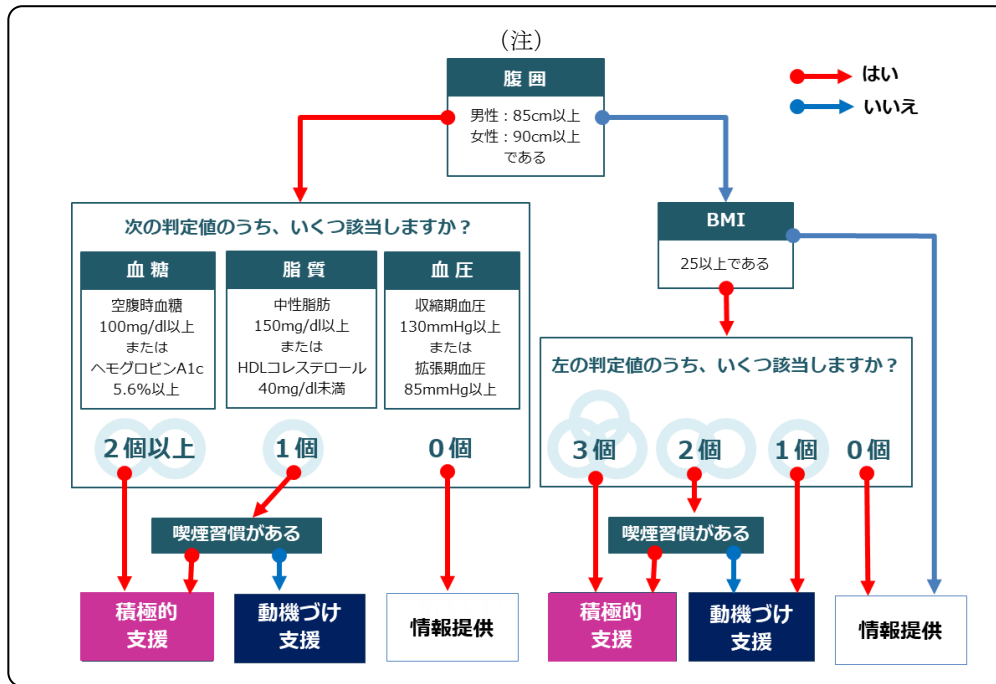 （注）
腹 囲
男性：85cm以上
女性：90cm以上
である
はい
いいえ
次の判定値のうち、いくつ該当しますか？
血 糖
空腹時血糖
100mg/dl以上
または
ヘモグロビンA1c
5.6%以上
脂 質
中性脂肪
150mg/dl以上
または
HDLコレステロール
40mg/dl未満
血 圧
収縮期血圧
130mmHg以上
または
拡張期血圧
85mmHg以上
2個以上
1個
0個
喫煙習慣がある
積極的
支援
動機づけ
支援
情報提供
BMI
25以上である
左の判定値のうち、いくつ該当しますか？
3個
2個
1個
0個
喫煙習慣がある
積極的
支援
動機づけ
支援
情報提供